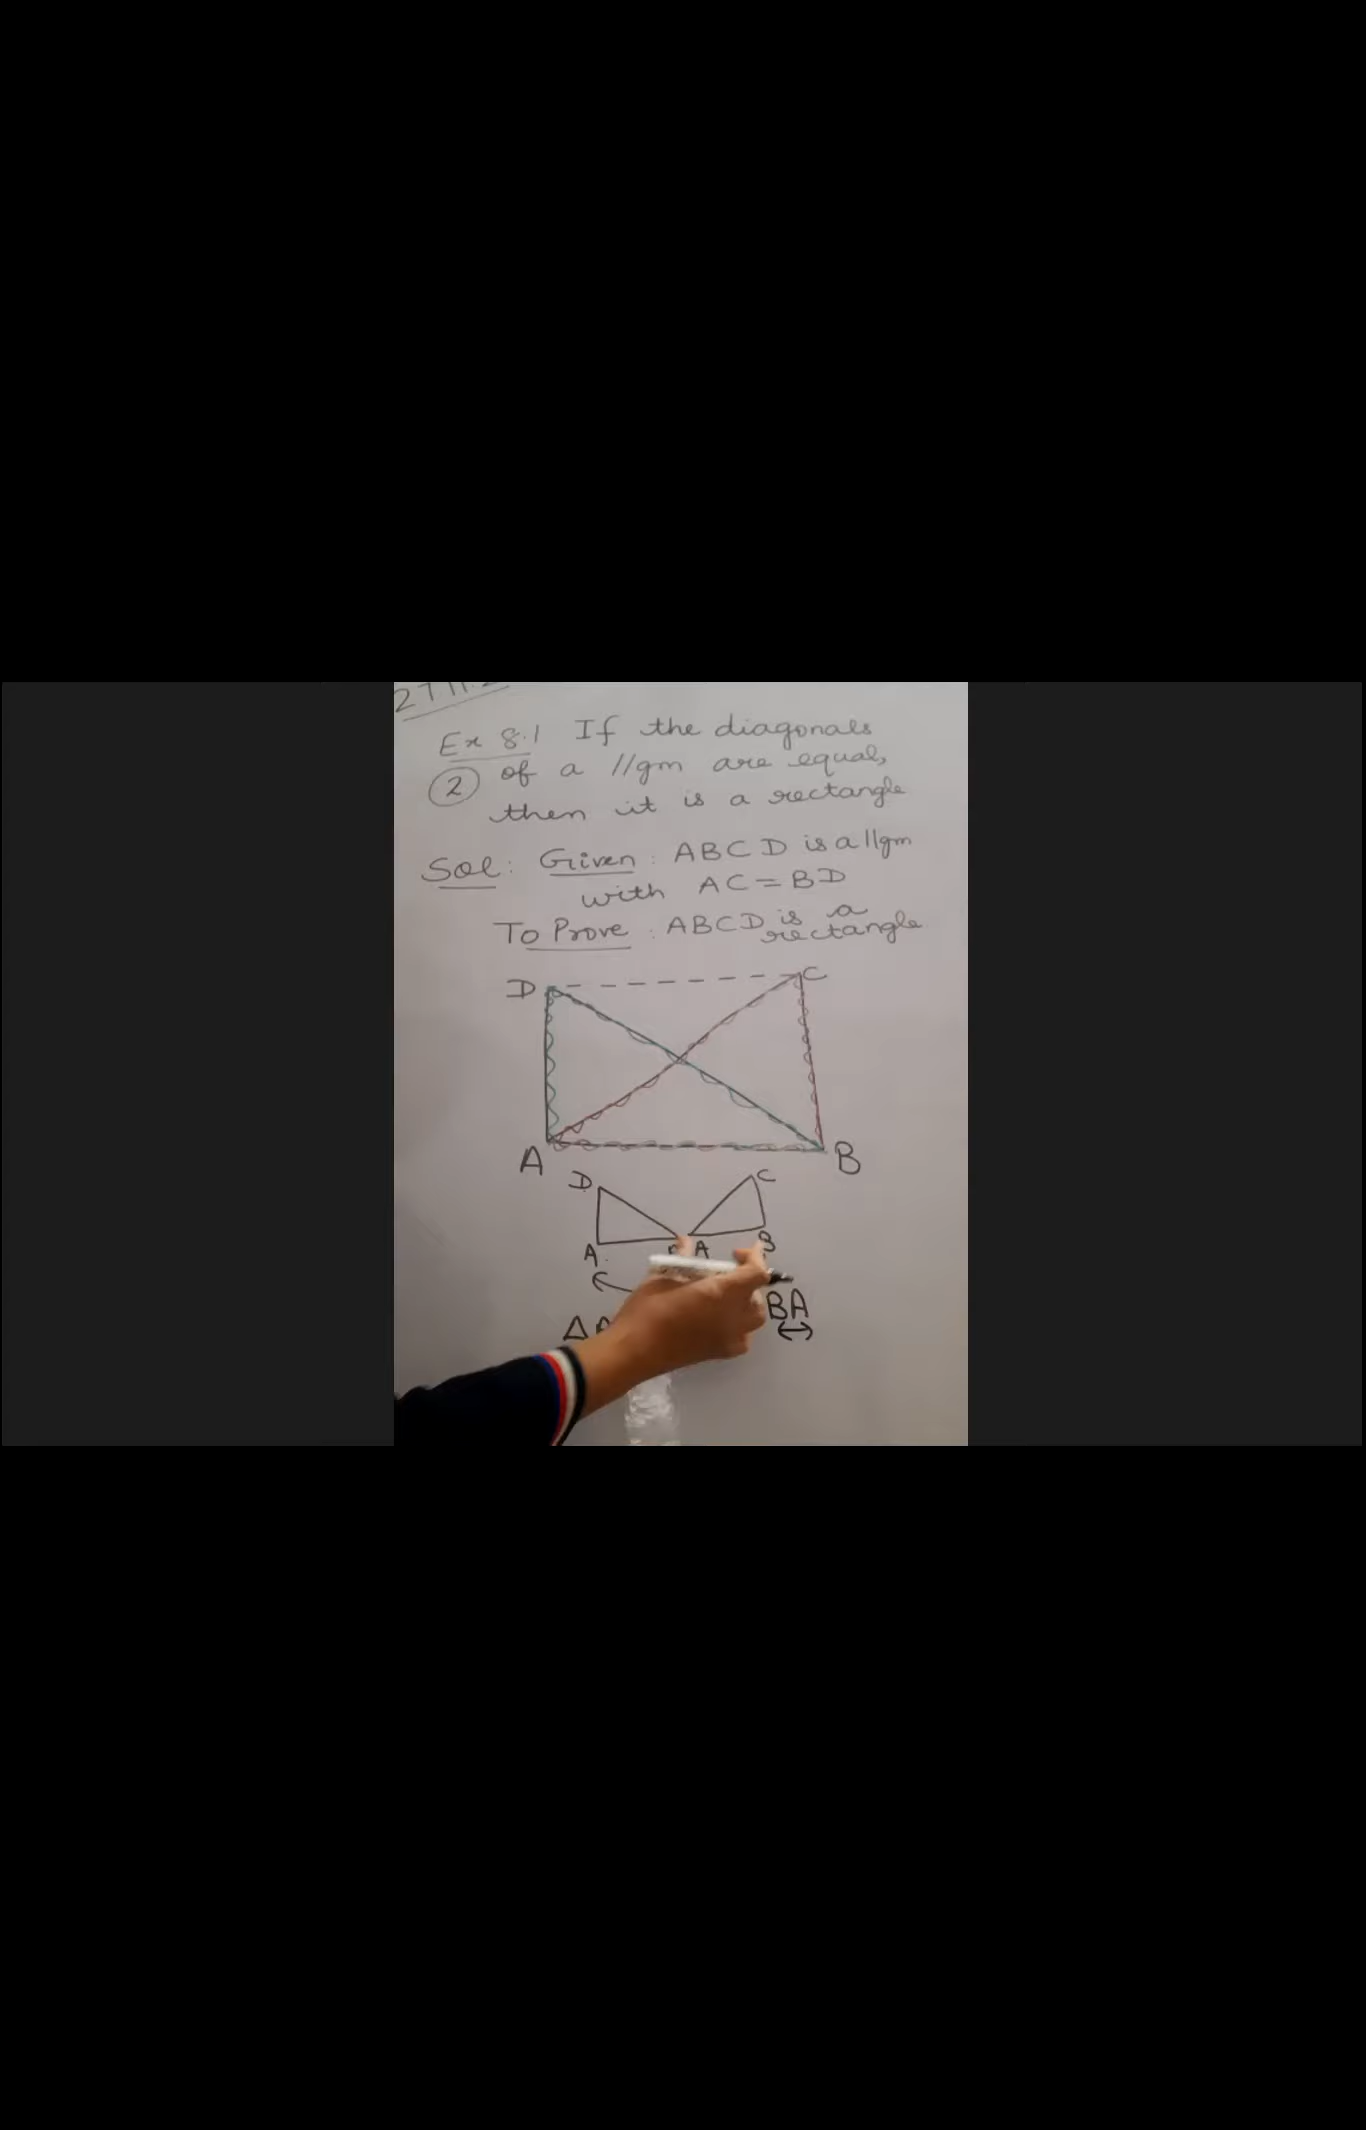 Ex 8.1 If the diagonals
② of a //gm are equal,
then it is a rectangle
Sol: Given: ABCD is a //gm
with AC = BD
To Prove: ABCD is a
rectangle
D C
A B
D C
A A B
BA